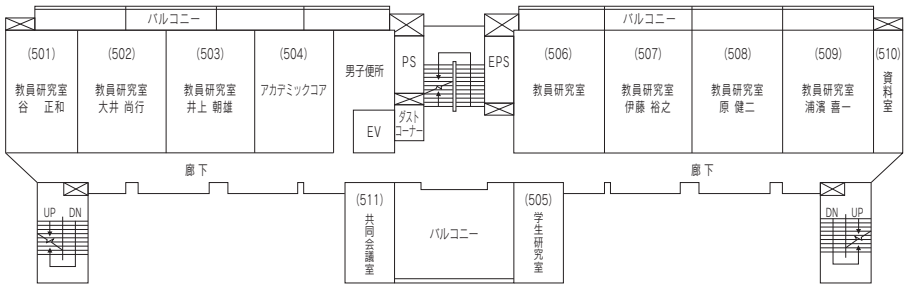 バルコニー
バルコニー
(501)
教員研究室
谷　正和
(502)
教員研究室
大井 尚行
(503)
教員研究室
井上 朝雄
(504)
アカデミックコア
男子便所
EV
PS
ダスト
コーナー
EPS
(506)
教員研究室
(507)
教員研究室
伊藤 裕之
(508)
教員研究室
原 健二
(509)
教員研究室
浦濱 喜一
(510)
資料室
廊下
廊下
UP DN
(511)
共同会議室
バルコニー
(505)
学生研究室
DN UP